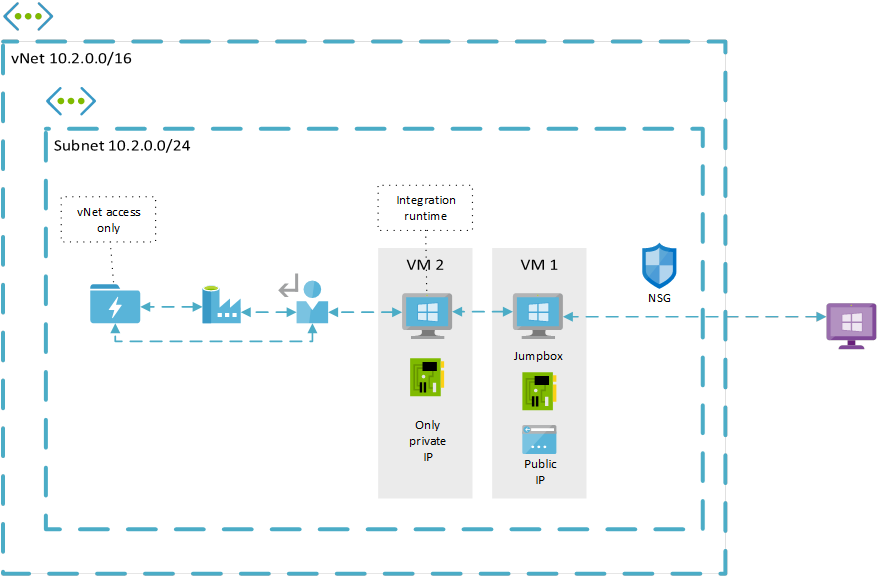 vNet 10.2.0.0/16
Subnet 10.2.0.0/24
vNet access
only
Integration
runtime
VM 2
VM 1
NSG
Jumpbox
Only
private
IP
Public
IP